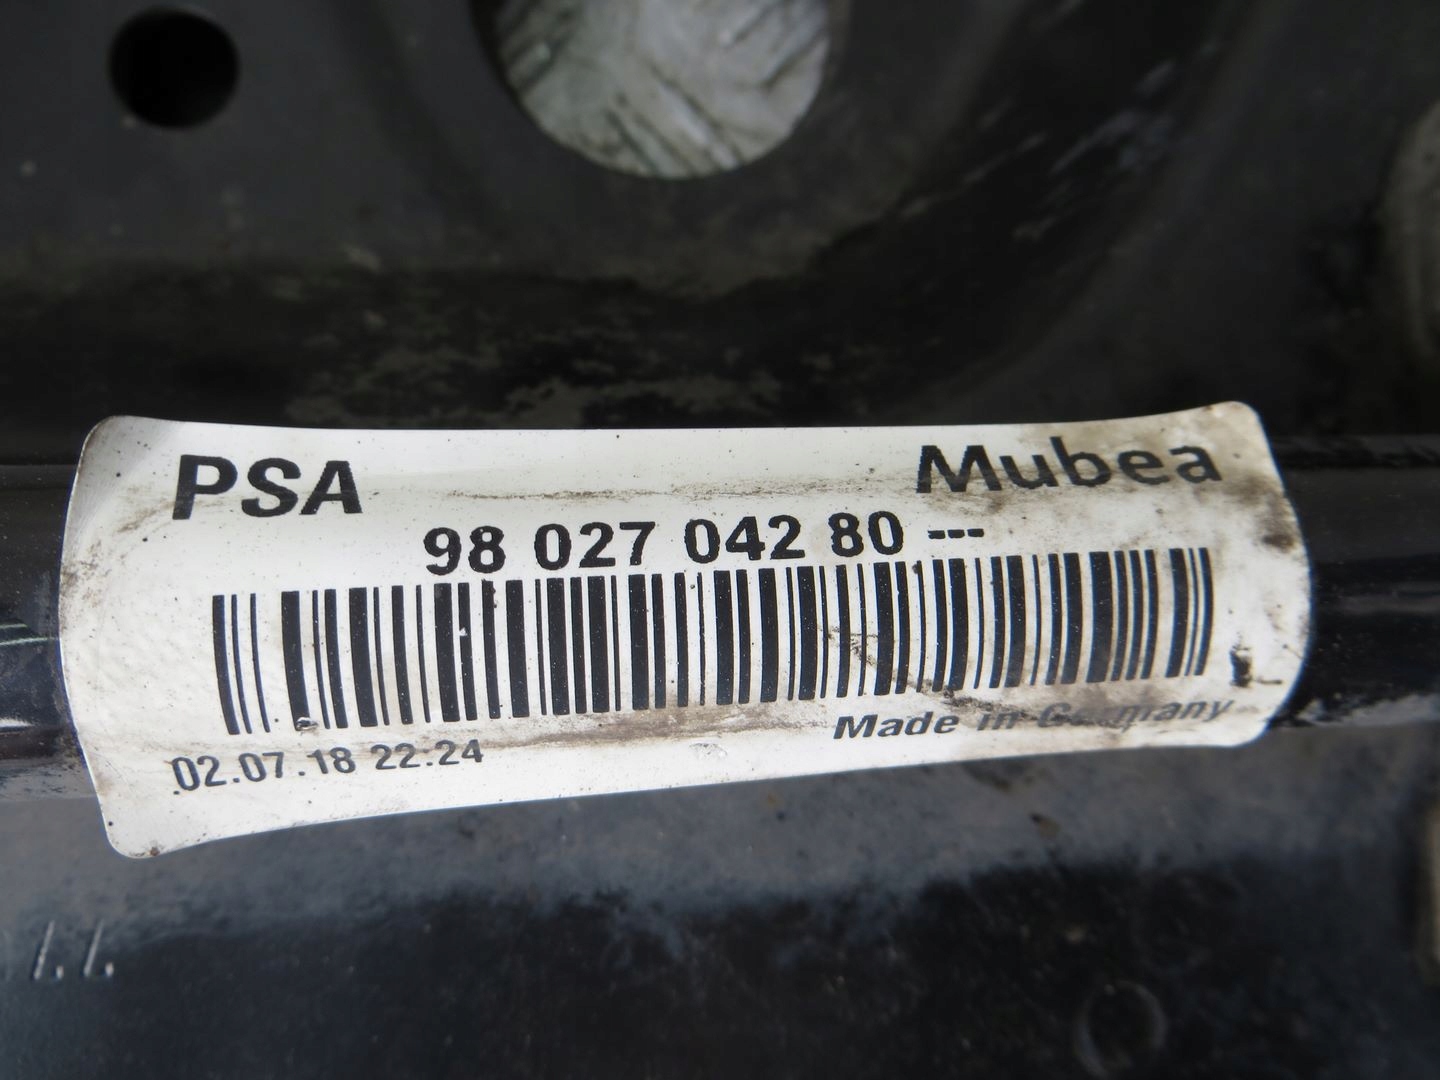 PSA Mubea
98 027 042 80 ---
Made in Germany
02.07.18 22:24